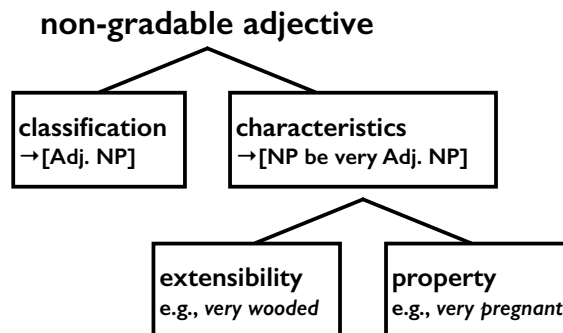 non-gradable adjective
classification
→[Adj. NP]
characteristics
→[NP be very Adj. NP]
extensibility
e.g., very wooded
property
e.g., very pregnant